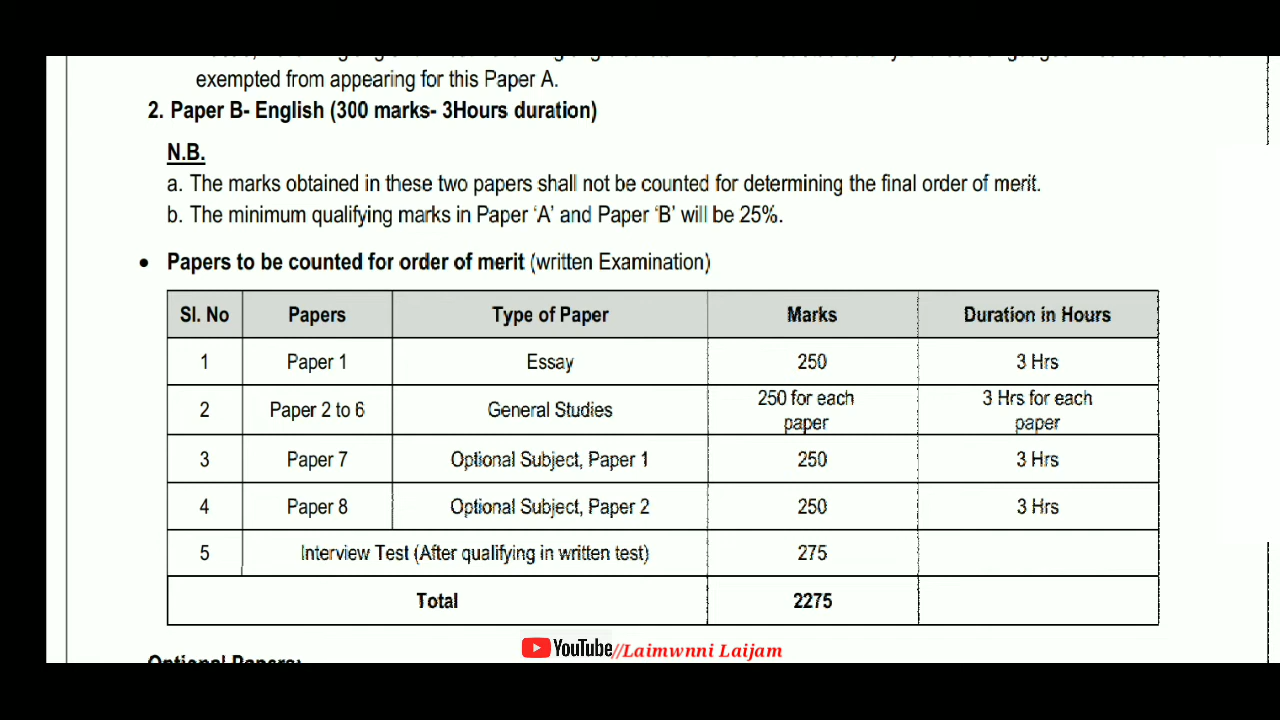 exempted from appearing for this Paper A.
2. Paper B- English (300 marks- 3Hours duration)
N.B.
a. The marks obtained in these two papers shall not be counted for determining the final order of merit.
b. The minimum qualifying marks in Paper ‘A’ and Paper ‘B’ will be 25%.
• Papers to be counted for order of merit (written Examination)
Sl. No Papers Type of Paper Marks Duration in Hours
1 Paper 1 Essay 250 3 Hrs
2 Paper 2 to 6 General Studies 250 for each paper 3 Hrs for each paper
3 Paper 7 Optional Subject, Paper 1 250 3 Hrs
4 Paper 8 Optional Subject, Paper 2 250 3 Hrs
5 Interview Test (After qualifying in written test) 275
Total 2275
YouTube//Laimwnni Laijam
Optional Papers: